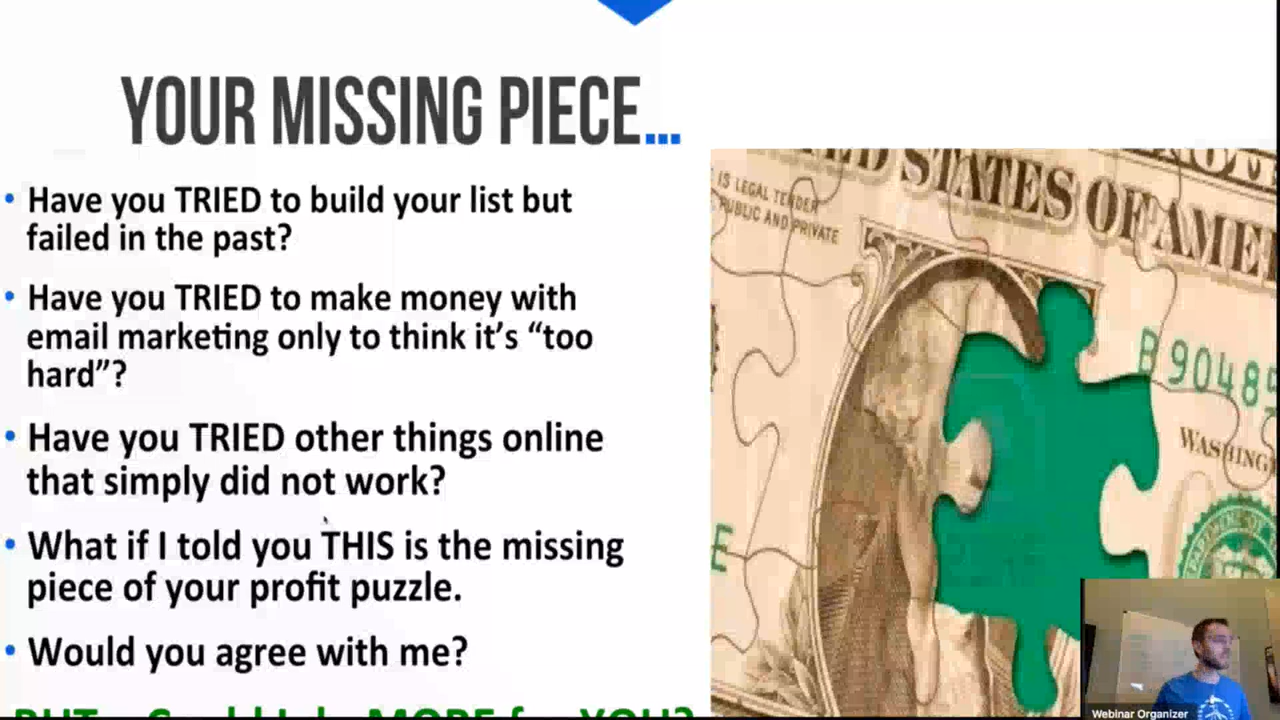 YOUR MISSING PIECE...
• Have you TRIED to build your list but
failed in the past?
• Have you TRIED to make money with
email marketing only to think it’s “too
hard”?
• Have you TRIED other things online
that simply did not work?
• What if I told you THIS is the missing
piece of your profit puzzle.
• Would you agree with me?
IS LEGAL TENDER
PUBLIC AND PRIVATE
STATES OF AME
B 9048
WASHING
E
Webinar Organizer